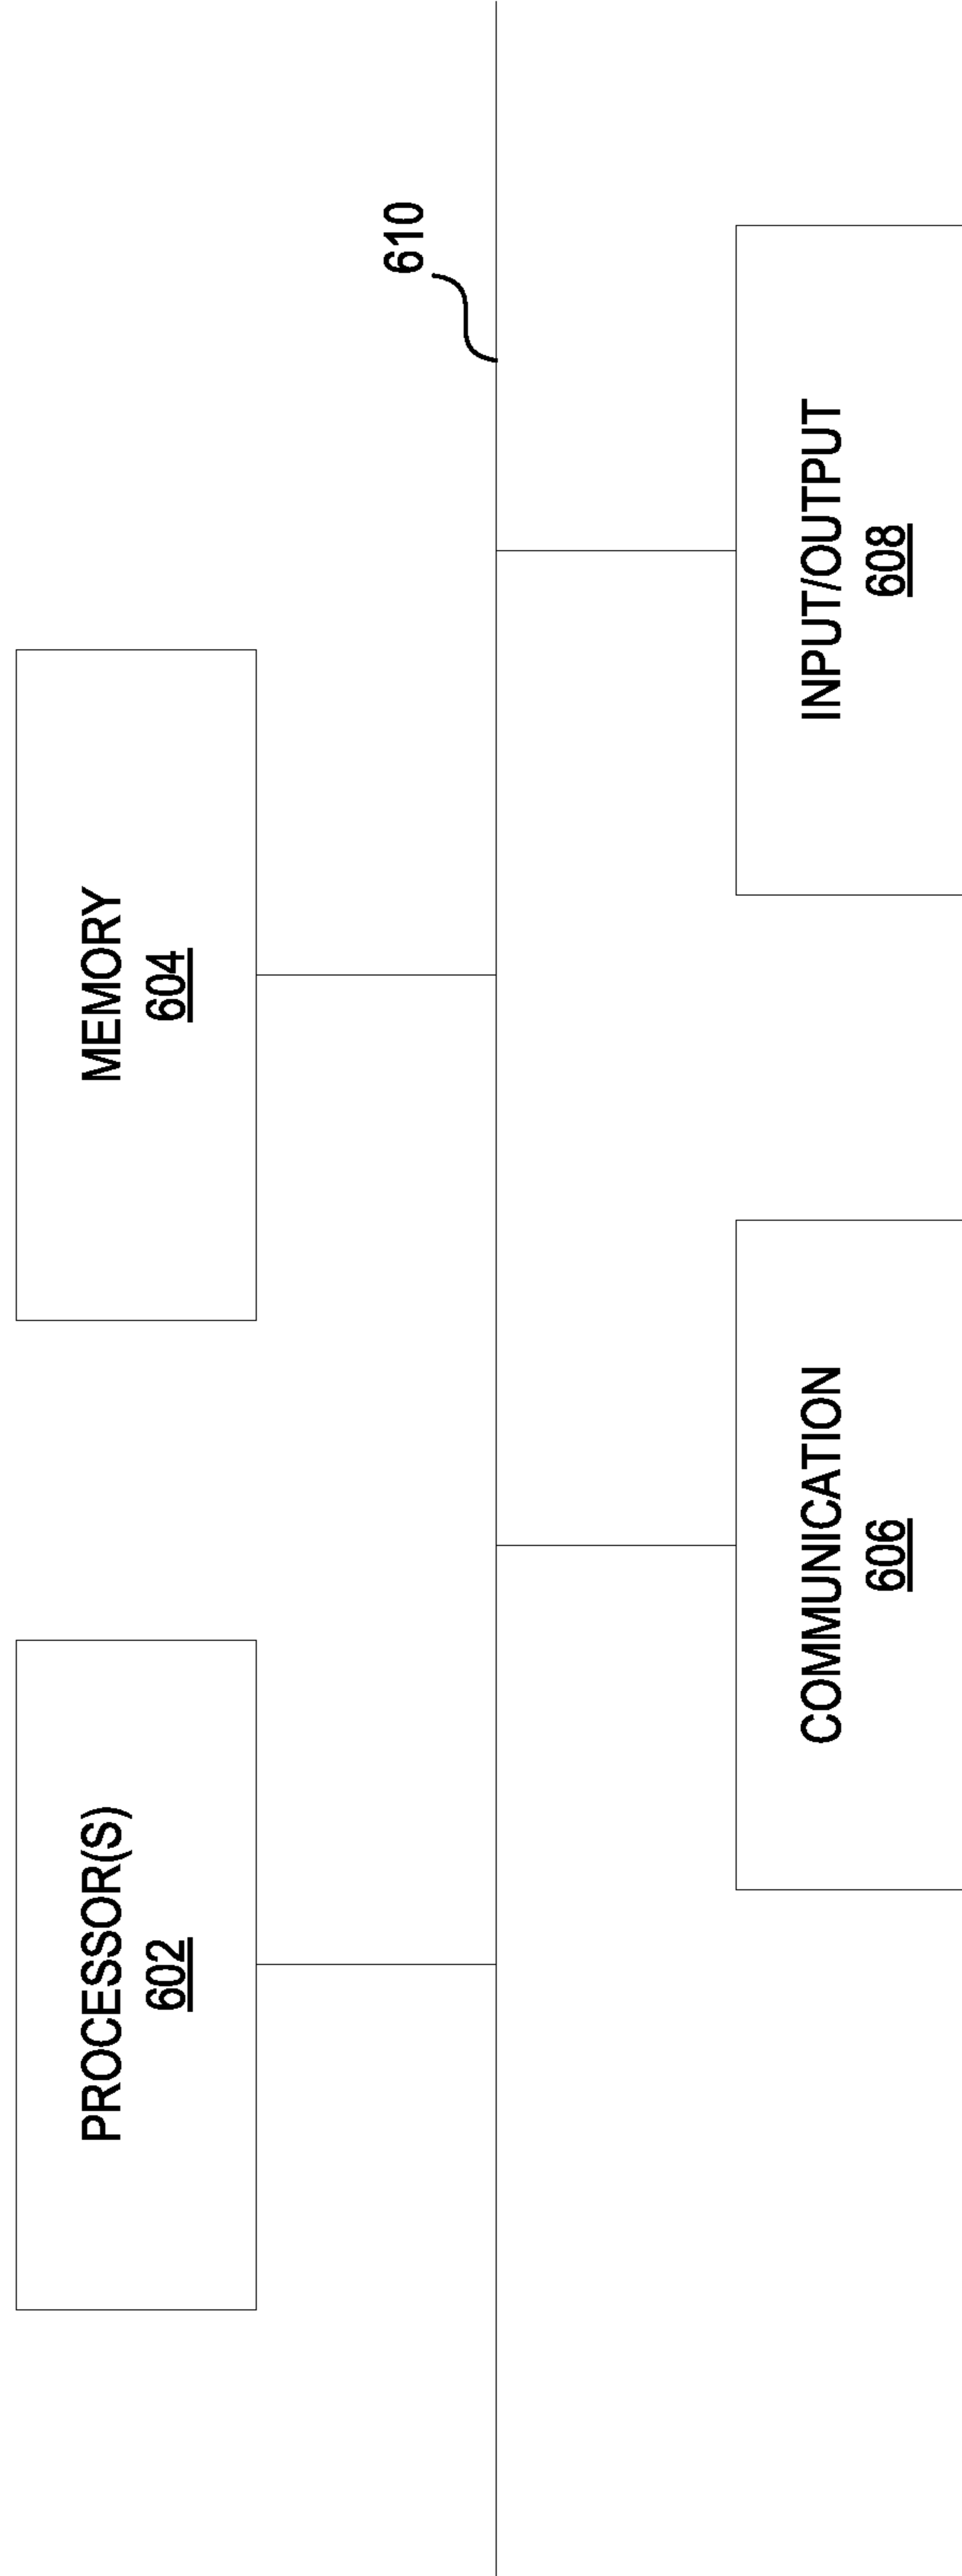 PROCESSOR(S)
602
MEMORY
604
610
COMMUNICATION
606
INPUT/OUTPUT
608